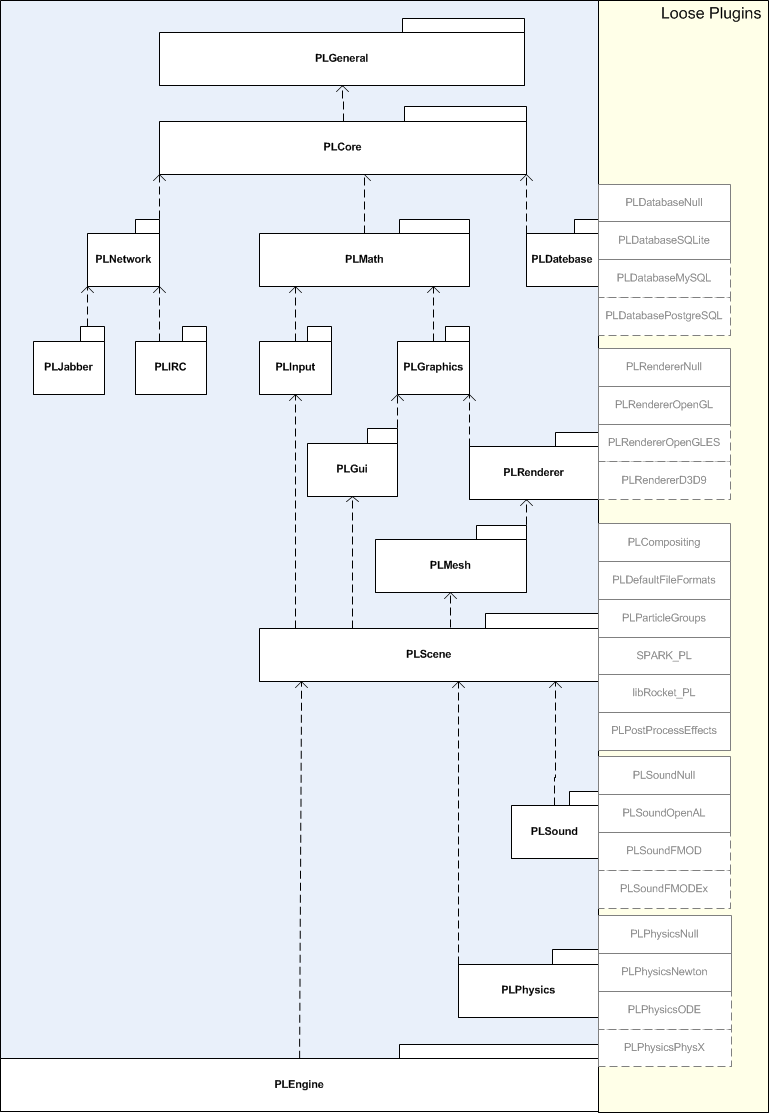 Loose Plugins
PLGeneral
PLCore
PLNetwork
PLMath
PLDatebase
PLDatabaseNull
PLDatabaseSQLite
PLDatabaseMySQL
PLDatabasePostgreSQL
PLJabber
PLIRC
PLInput
PLGraphics
PLRendererNull
PLRendererOpenGL
PLRendererOpenGLES
PLRendererD3D9
PLGui
PLRenderer
PLMesh
PLScene
PLCompositing
PLDefaultFileFormats
PLParticleGroups
SPARK_PL
libRocket_PL
PLPostProcessEffects
PLSound
PLSoundNull
PLSoundOpenAL
PLSoundFMOD
PLSoundFMODEx
PLPhysics
PLPhysicsNull
PLPhysicsNewton
PLPhysicsODE
PLPhysicsPhysX
PLEngine